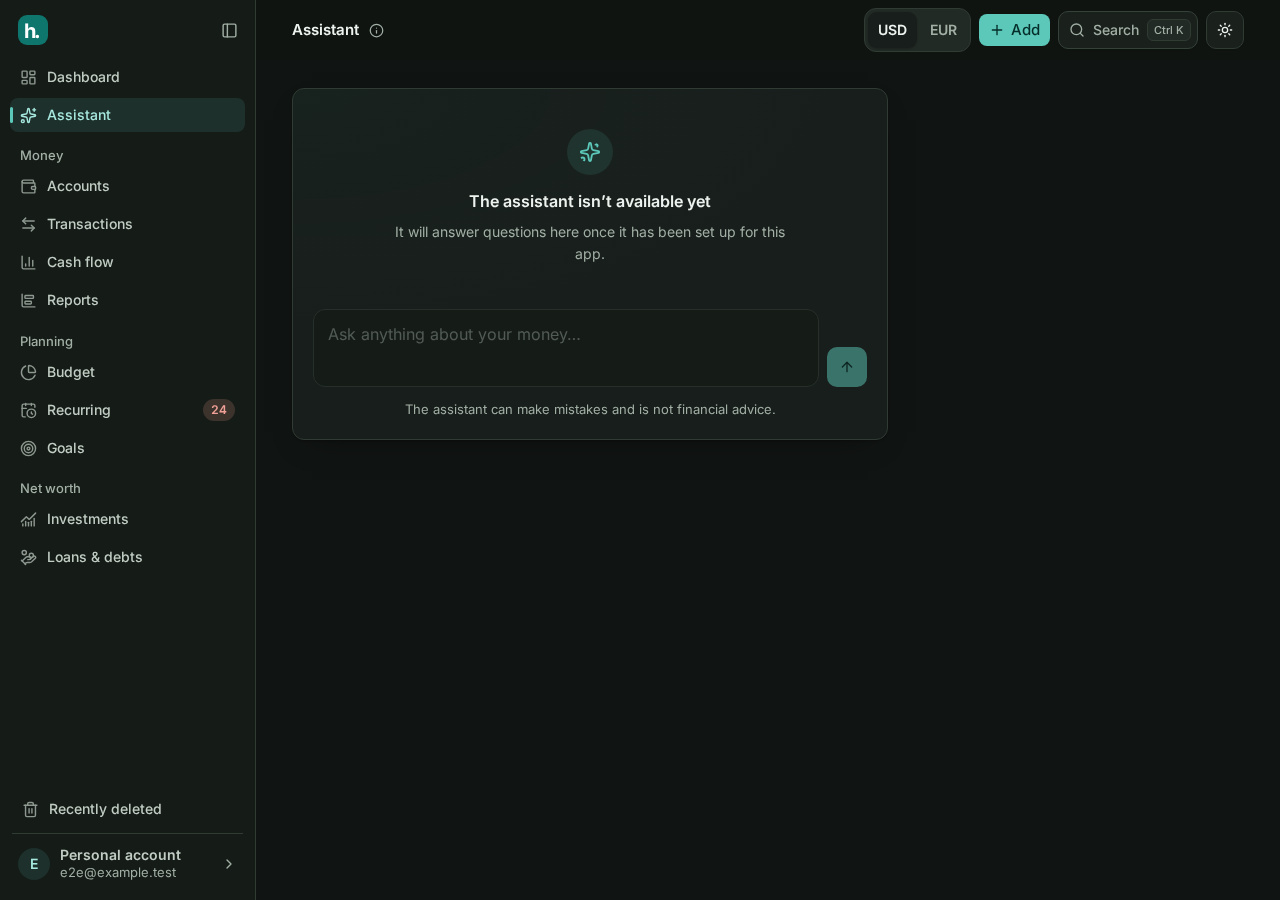 h.
Dashboard
Assistant
Money
Accounts
Transactions
Cash flow
Reports
Planning
Budget
Recurring 24
Goals
Net worth
Investments
Loans & debts
Recently deleted
E Personal account
e2e@example.test
Assistant
USD EUR Add Search Ctrl K
The assistant isn’t available yet
It will answer questions here once it has been set up for this
app.
Ask anything about your money...
The assistant can make mistakes and is not financial advice.